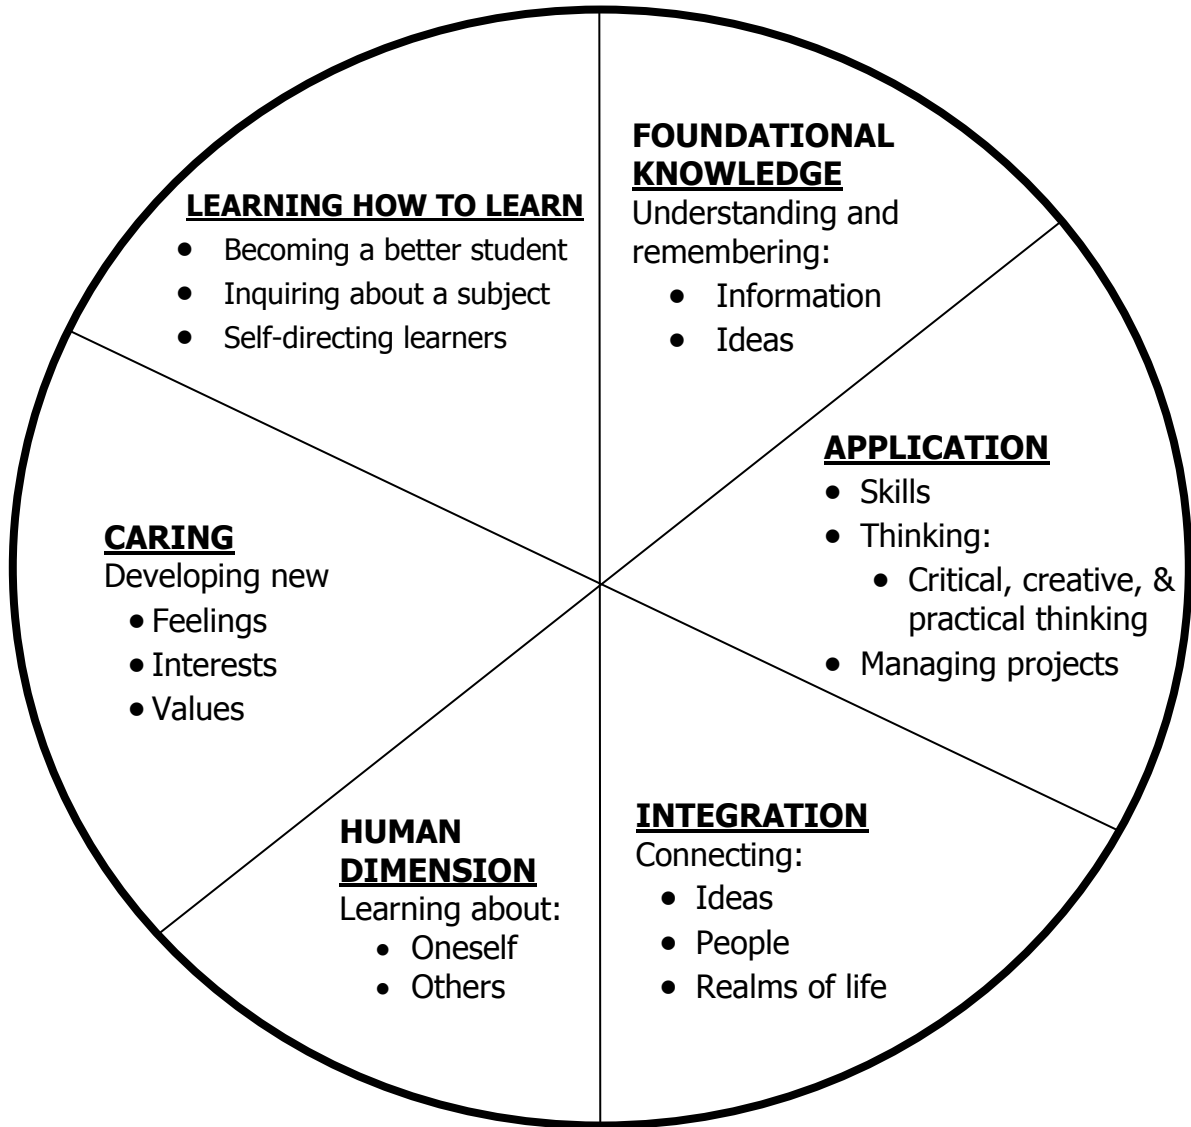 FOUNDATIONAL
KNOWLEDGE
Understanding and
remembering:
• Information
• Ideas
APPLICATION
• Skills
• Thinking:
• Critical, creative, &
practical thinking
• Managing projects
INTEGRATION
Connecting:
• Ideas
• People
• Realms of life
HUMAN
DIMENSION
Learning about:
• Oneself
• Others
CARING
Developing new
• Feelings
• Interests
• Values
LEARNING HOW TO LEARN
• Becoming a better student
• Inquiring about a subject
• Self-directing learners